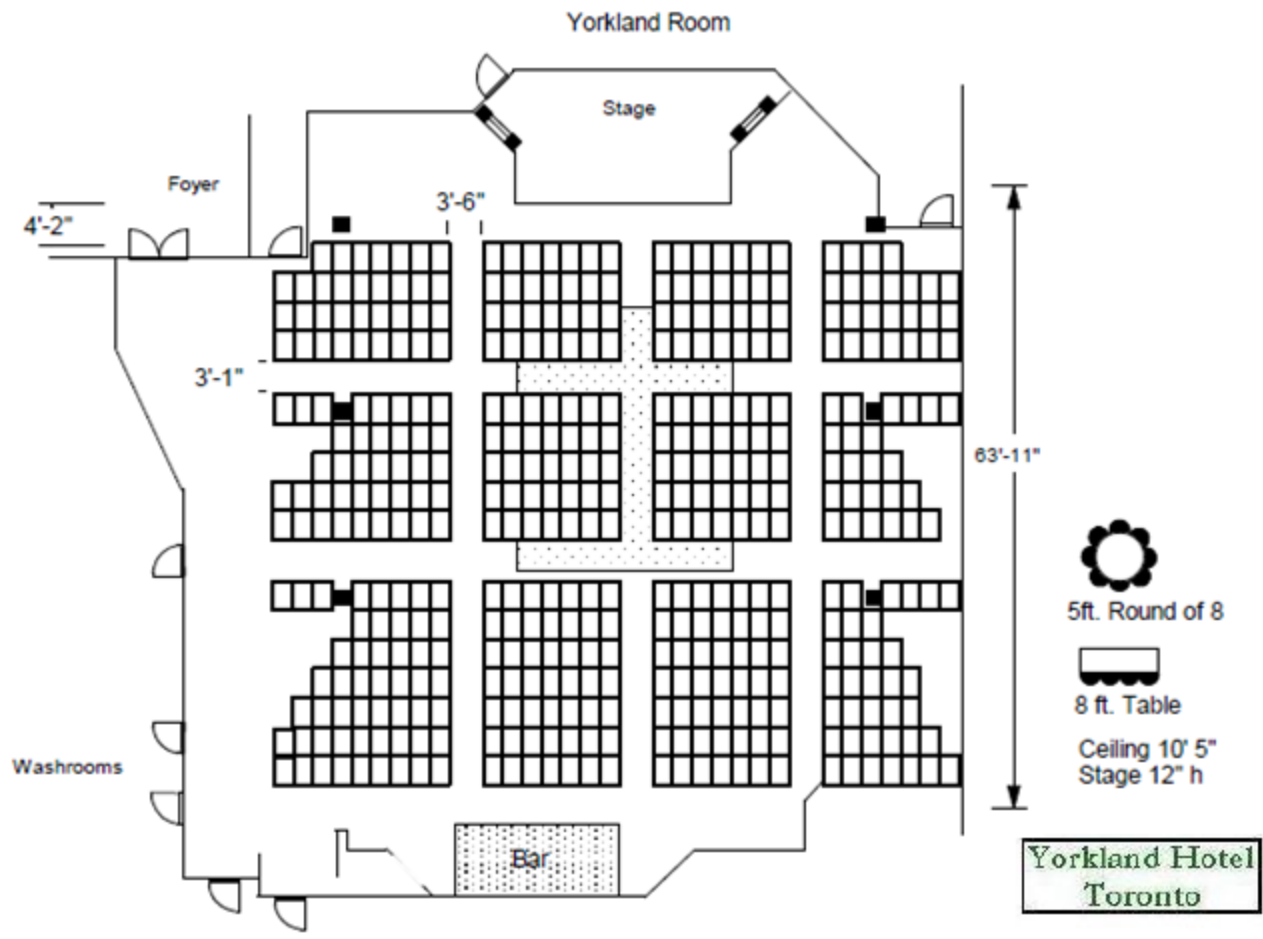 Yorkland Room
Stage
Foyer
3'-6"
4'-2"
3'-1"
63'-11"
5ft. Round of 8
8 ft. Table
Washrooms
Ceiling 10' 5"
Stage 12" h
Bar
Yorkland Hotel
Toronto